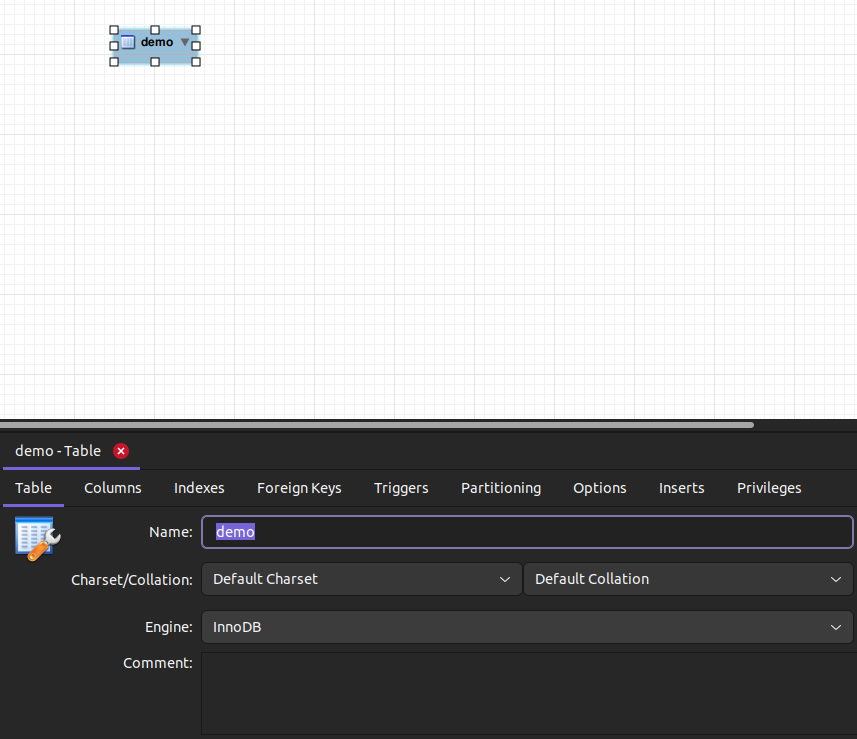 demo
demo - Table
Table Columns Indexes Foreign Keys Triggers Partitioning Options Inserts Privileges
Name: demo
Charset/Collation: Default Charset Default Collation
Engine: InnoDB
Comment: